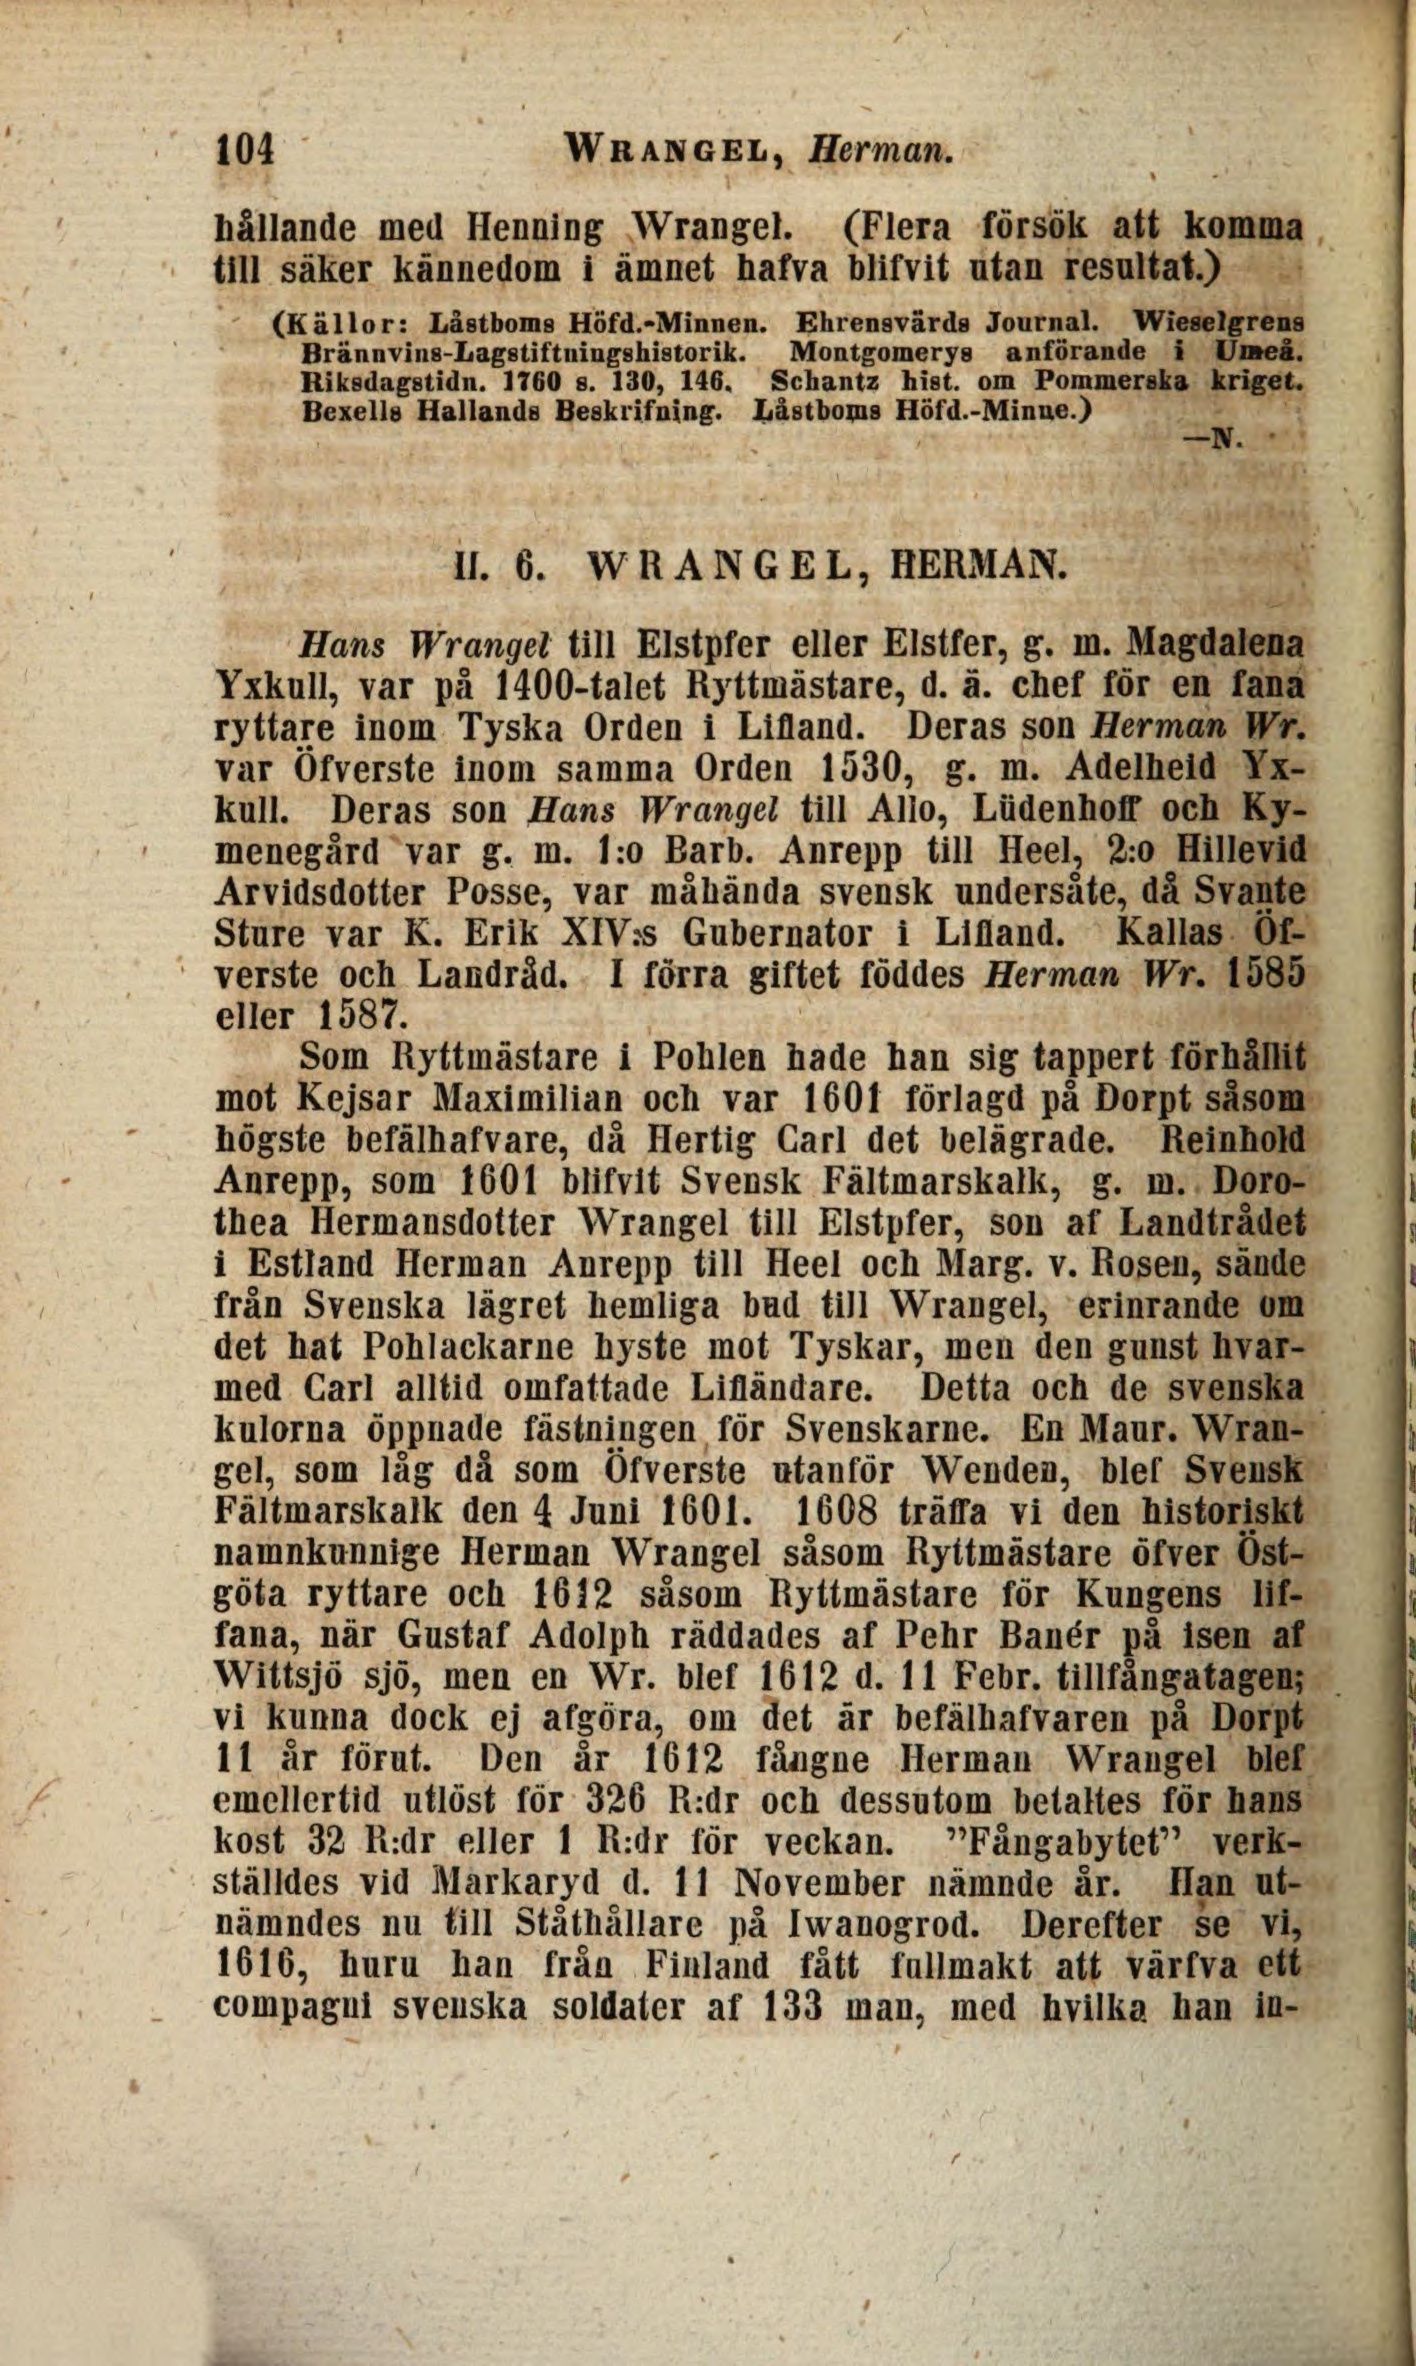 104 WRANGEL, Herman.
hållande med Henning Wrangel. (Flera försök att komma
till säker kännedom i ämnet hafva blifvit utan resultat.)
(Källor: Låstboms Höfd.-Minnen. Ehrensvärds Journal. Wieselgrens
Brännvins-Lagstiftningshistorik. Montgomerys anförande i Umeå.
Riksdagstidn. 1760 s. 130, 146. Schantz hist. om Pommerska kriget.
Bexells Hallands Beskrifning. Låstboms Höfd.-Minne.)
—N.
II. 6. WRANGEL, HERMAN.
Hans Wrangel till Elstpfer eller Elstfer, g. m. Magdalena
Yxkull, var på 1400-talet Ryttmästare, d. ä. chef för en fana
ryttare inom Tyska Orden i Lifland. Deras son Herman Wr.
var Öfverste inom samma Orden 1530, g. m. Adelheid Yx-
kull. Deras son Hans Wrangel till Allo, Lüdenhoff och Ky-
menegård var g. m. 1:o Barb. Anrepp till Heel, 2:o Hillevid
Arvidsdotter Posse, var måhända svensk undersåte, då Svante
Sture var K. Erik XIV:s Gubernator i Lifland. Kallas Öf-
verste och Landråd. I förra giftet föddes Herman Wr. 1585
eller 1587.
Som Ryttmästare i Pohlen hade han sig tappert förhållit
mot Kejsar Maximilian och var 1601 förlagd på Dorpt såsom
högste befälhafvare, då Hertig Carl det belägrade. Reinhold
Anrepp, som 1601 blifvit Svensk Fältmarskalk, g. m. Doro-
thea Hermansdotter Wrangel till Elstpfer, son af Landtrådet
i Estland Herman Anrepp till Heel och Marg. v. Rosen, sände
från Svenska lägret hemliga bud till Wrangel, erinrande om
det hat Pohlackarne hyste mot Tyskar, men den gunst hvar-
med Carl alltid omfattade Lifländare. Detta och de svenska
kulorna öppnade fästningen för Svenskarne. En Maur. Wran-
gel, som låg då som Öfverste utanför Wenden, blef Svensk
Fältmarskalk den 4 Juni 1601. 1608 träffa vi den historiskt
namnkunnige Herman Wrangel såsom Ryttmästare öfver Öst-
göta ryttare och 1612 såsom Ryttmästare för Kungens lif-
fana, när Gustaf Adolph räddades af Pehr Banér på isen af
Wittsjö sjö, men en Wr. blef 1612 d. 11 Febr. tillfångatagen;
vi kunna dock ej afgöra, om det är befälhafvaren på Dorpt
11 år förut. Den år 1612 fångne Herman Wrangel blef
emellertid utlöst för 326 R:dr och dessutom betaltes för hans
kost 32 R:dr eller 1 R:dr för veckan. ”Fångabytet” verk-
ställdes vid Markaryd d. 11 November nämnde år. Han ut-
nämndes nu till Ståthållare på Iwanogrod. Derefter se vi,
1616, huru han från Finland fått fullmakt att värfva ett
compagni svenska soldater af 133 man, med hvilka han in-